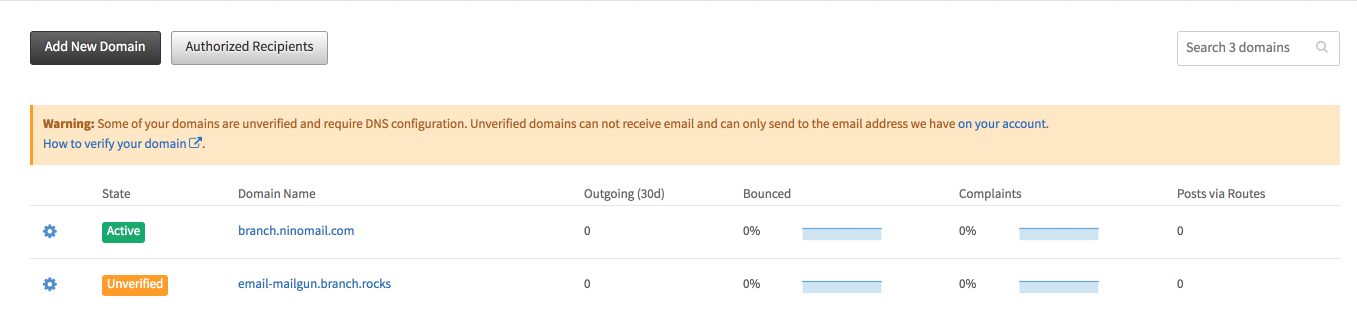 Add New Domain Authorized Recipients Search 3 domains
Warning: Some of your domains are unverified and require DNS configuration. Unverified domains can not receive email and can only send to the email address we have on your account.
How to verify your domain.
State Domain Name Outgoing (30d) Bounced Complaints Posts via Routes
Active branch.ninomail.com 0 0% 0% 0
Unverified email-mailgun.branch.rocks 0 0% 0% 0